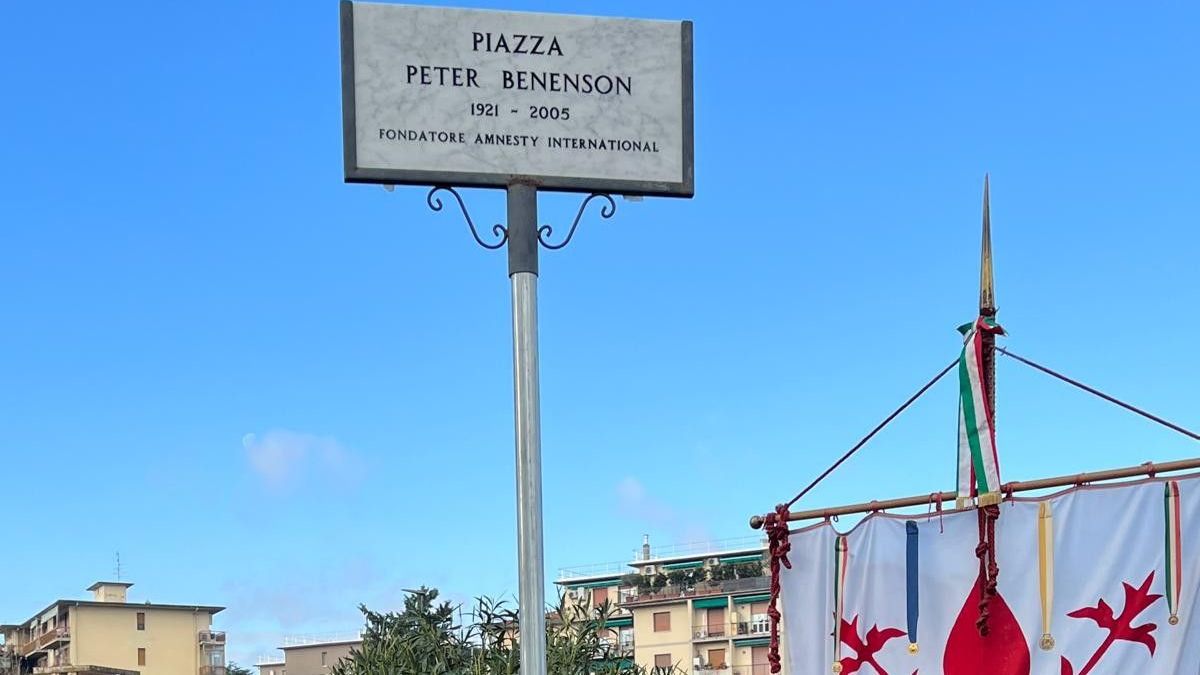 PIAZZA
PETER BENENSON
1921 ~ 2005
FONDATORE AMNESTY INTERNATIONAL